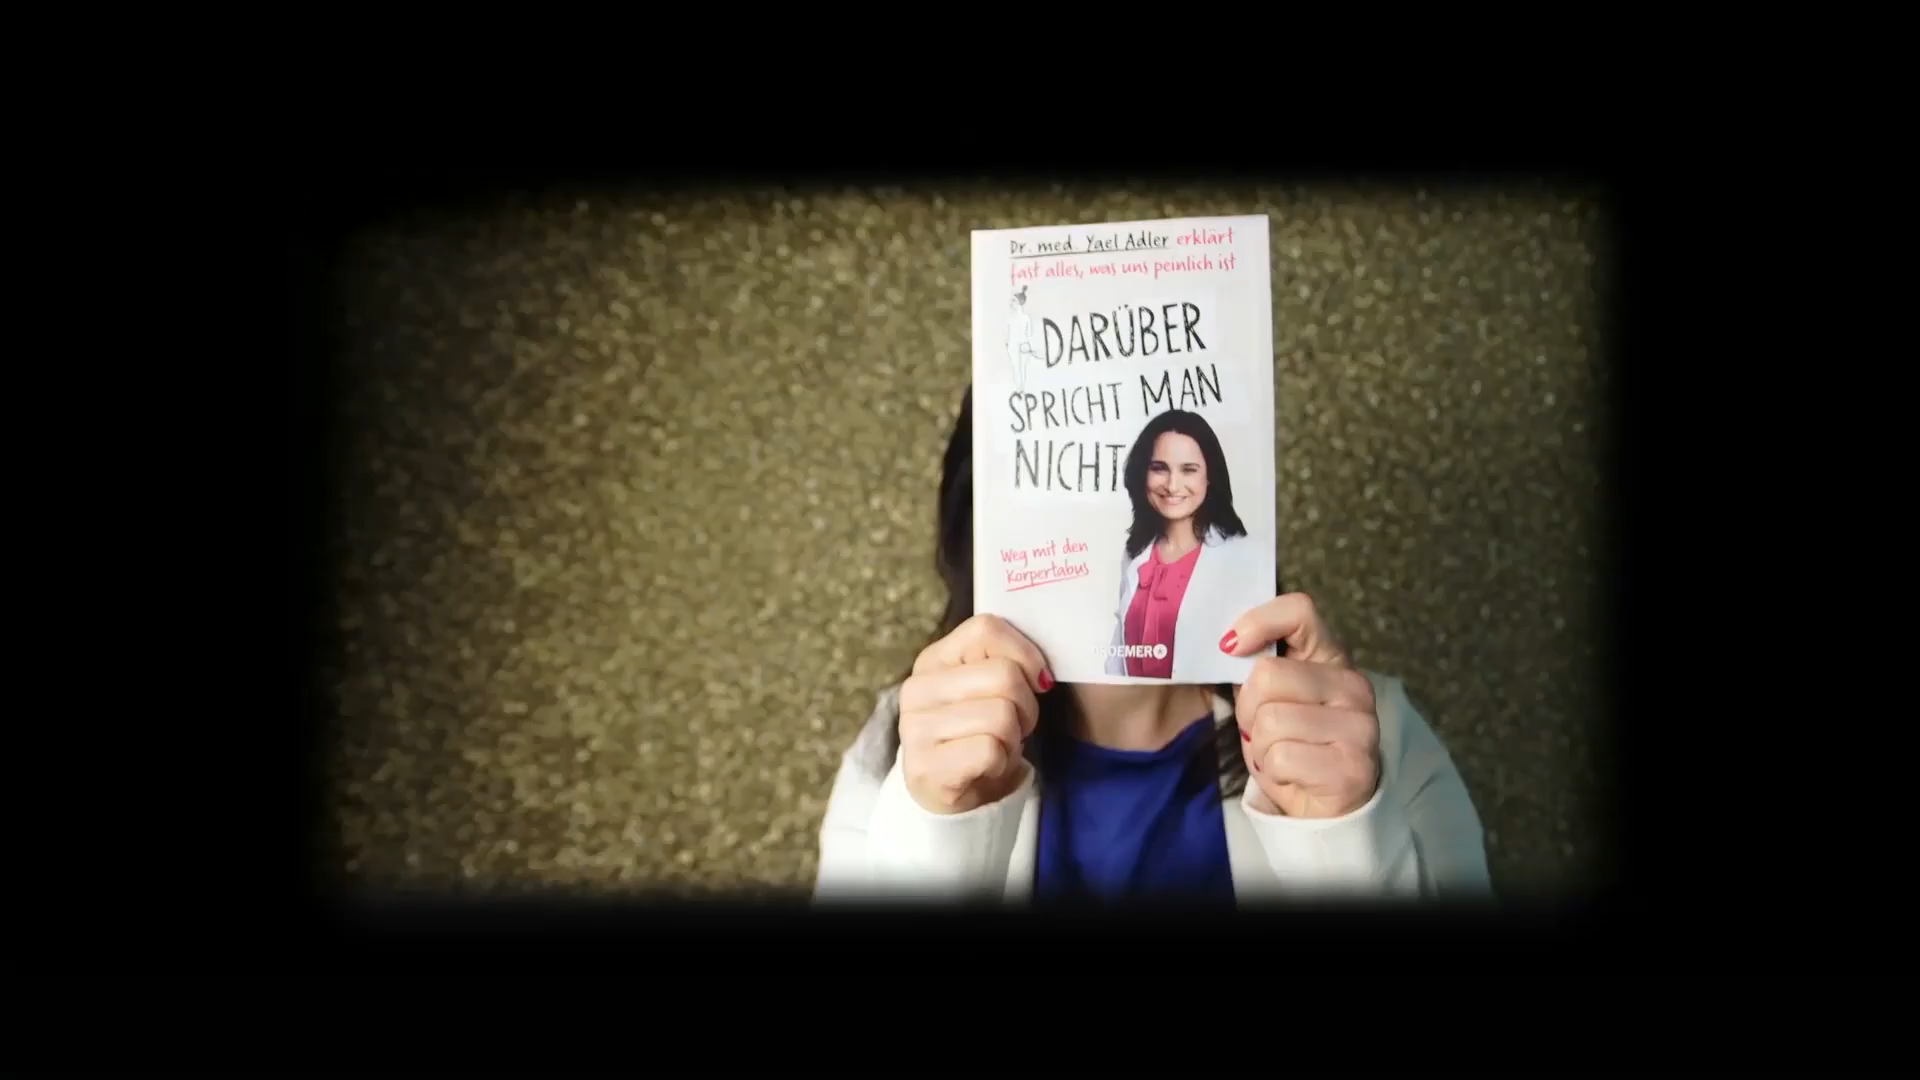 Dr. med. Yael Adler erklärt
fast alles, was uns peinlich ist
DARÜBER
SPRICHT MAN
NICHT
Weg mit den
Körpertabus
DROEMER